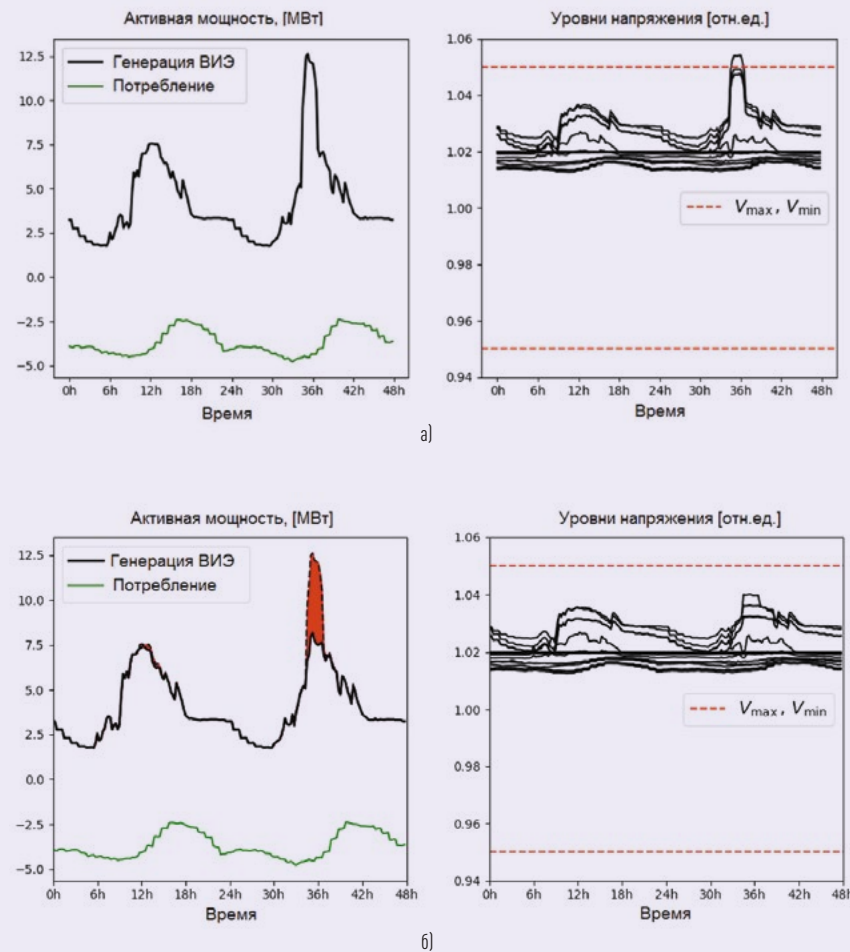 Активная мощность, [МВт]
12.5
10.0
7.5
5.0
2.5
0.0
−2.5
−5.0
Генерация ВИЭ
Потребление
0h 6h 12h 18h 24h 30h 36h 42h 48h
Время
Уровни напряжения [отн.ед.]
1.06
1.04
1.02
1.00
0.98
0.96
0.94
Vmax, Vmin
0h 6h 12h 18h 24h 30h 36h 42h 48h
Время
а)
Активная мощность, [МВт]
12.5
10.0
7.5
5.0
2.5
0.0
−2.5
−5.0
Генерация ВИЭ
Потребление
0h 6h 12h 18h 24h 30h 36h 42h 48h
Время
Уровни напряжения [отн.ед.]
1.06
1.04
1.02
1.00
0.98
0.96
0.94
Vmax, Vmin
0h 6h 12h 18h 24h 30h 36h 42h 48h
Время
б)